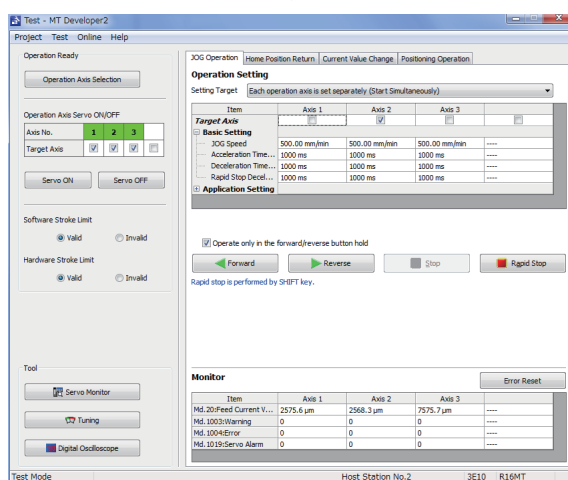 Test - MT Developer2
Project Test Online Help
Operation Ready
Operation Axis Selection
Operation Axis Servo ON/OFF
Axis No. 1 2 3
Target Axis
Servo ON Servo OFF
Software Stroke Limit
Valid Invalid
Hardware Stroke Limit
Valid Invalid
Tool
Servo Monitor
Tuning
Digital Oscilloscope
JOG Operation Home Position Return Current Value Change Positioning Operation
Operation Setting
Setting Target Each operation axis is set separately (Start Simultaneously)
Item Axis 1 Axis 2 Axis 3
Target Axis
Basic Setting
JOG Speed 500.00 mm/min 500.00 mm/min 500.00 mm/min ----
Acceleration Time... 1000 ms 1000 ms 1000 ms ----
Deceleration Time... 1000 ms 1000 ms 1000 ms ----
Rapid Stop Decel... 1000 ms 1000 ms 1000 ms ----
Application Setting
Operate only in the forward/reverse button hold
Forward Reverse Stop Rapid Stop
Rapid stop is performed by SHIFT key.
Monitor
Error Reset
Item Axis 1 Axis 2 Axis 3
Md.20:Feed Current V... 2575.6 µm 2568.3 µm 7575.7 µm ----
Md.1003:Warning 0 0 0 ----
Md.1004:Error 0 0 0 ----
Md.1019:Servo Alarm 0 0 0 ----
Test Mode Host Station No.2 3E10 R16MT